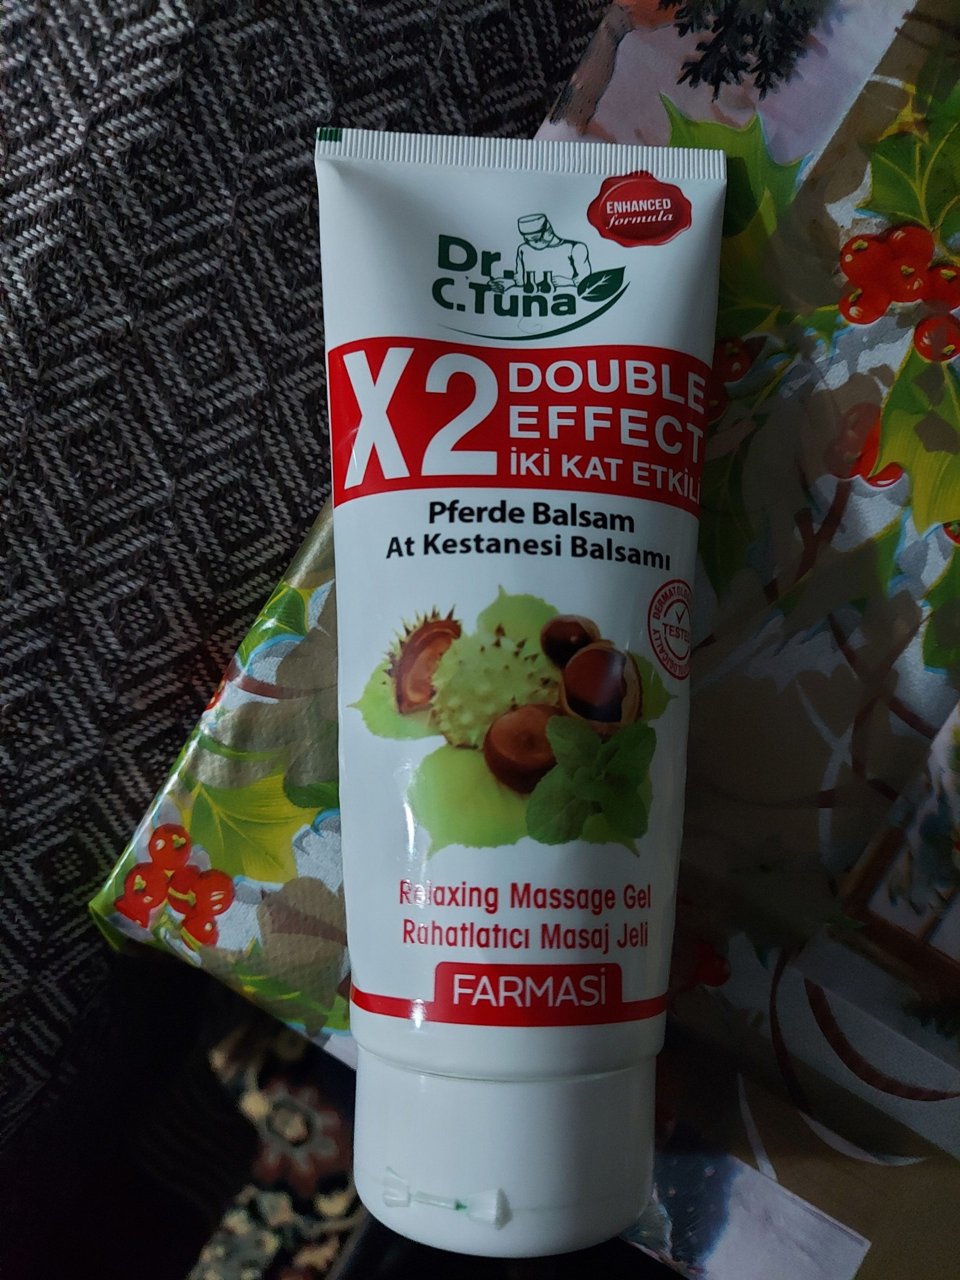 ENHANCED
formula
Dr.
C.Tuna
X2
DOUBLE
EFFECT
İKİ KAT ETKİLİ
Pferde Balsam
At Kestanesi Balsamı
DERMATOLOGICALLY
TESTED
Relaxing Massage Gel
Rahatlatıcı Masaj Jeli
FARMASİ